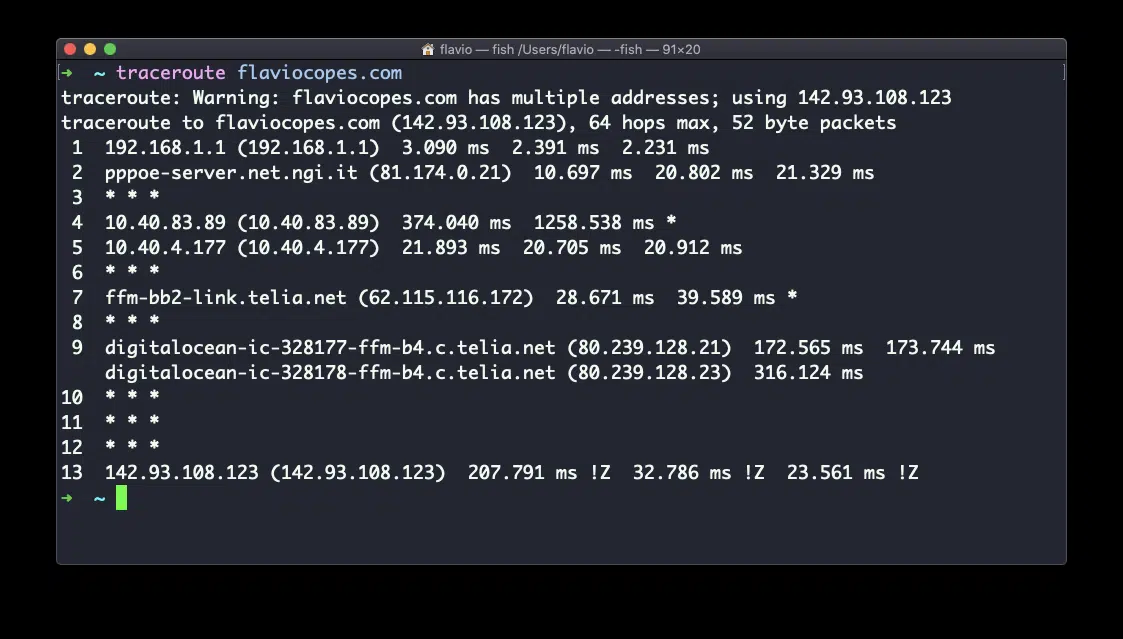 flavio — fish /Users/flavio — -fish — 91×20
➜ ~ traceroute flaviocopes.com
traceroute: Warning: flaviocopes.com has multiple addresses; using 142.93.108.123
traceroute to flaviocopes.com (142.93.108.123), 64 hops max, 52 byte packets
 1  192.168.1.1 (192.168.1.1)  3.090 ms  2.391 ms  2.231 ms
 2  pppoe-server.net.ngi.it (81.174.0.21)  10.697 ms  20.802 ms  21.329 ms
 3  * * *
 4  10.40.83.89 (10.40.83.89)  374.040 ms  1258.538 ms *
 5  10.40.4.177 (10.40.4.177)  21.893 ms  20.705 ms  20.912 ms
 6  * * *
 7  ffm-bb2-link.telia.net (62.115.116.172)  28.671 ms  39.589 ms *
 8  * * *
 9  digitalocean-ic-328177-ffm-b4.c.telia.net (80.239.128.21)  172.565 ms  173.744 ms
    digitalocean-ic-328178-ffm-b4.c.telia.net (80.239.128.23)  316.124 ms
10  * * *
11  * * *
12  * * *
13  142.93.108.123 (142.93.108.123)  207.791 ms !Z  32.786 ms !Z  23.561 ms !Z
➜ ~